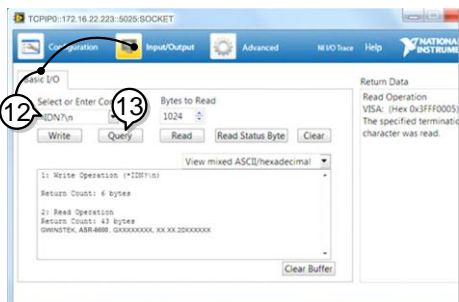 TCPIP0::172.16.22.223::5025::SOCKET
Configuration Input/Output Advanced NI I/O Trace Help NATIONAL INSTRUMENTS
Basic I/O
Return Data
Select or Enter Bytes to Read
12 13
*IDN?\n 1024
Write Query Read Read Status Byte Clear
Read Operation
VISA: (Hex 0x3FFF0005)
The specified termination
character was read.
View mixed ASCII/hexadecimal
1: Write Operation (*IDN?\n)
Return Count: 6 bytes
2: Read Operation
Return Count: 43 bytes
GWINSTEK, ASR-6600, GXXXXXXXX, XX.XX.20XXXXXX
Clear Buffer